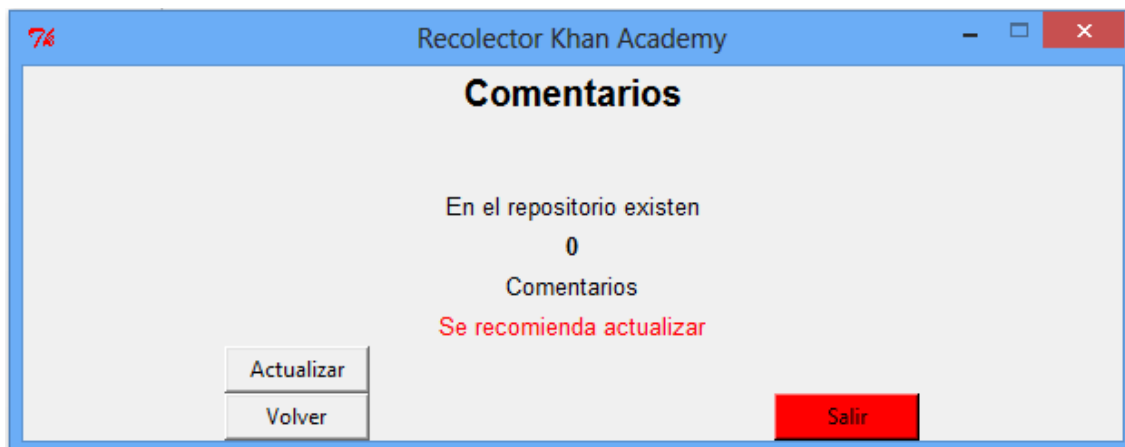 Recolector Khan Academy
Comentarios
En el repositorio existen
0
Comentarios
Se recomienda actualizar
Actualizar
Volver
Salir